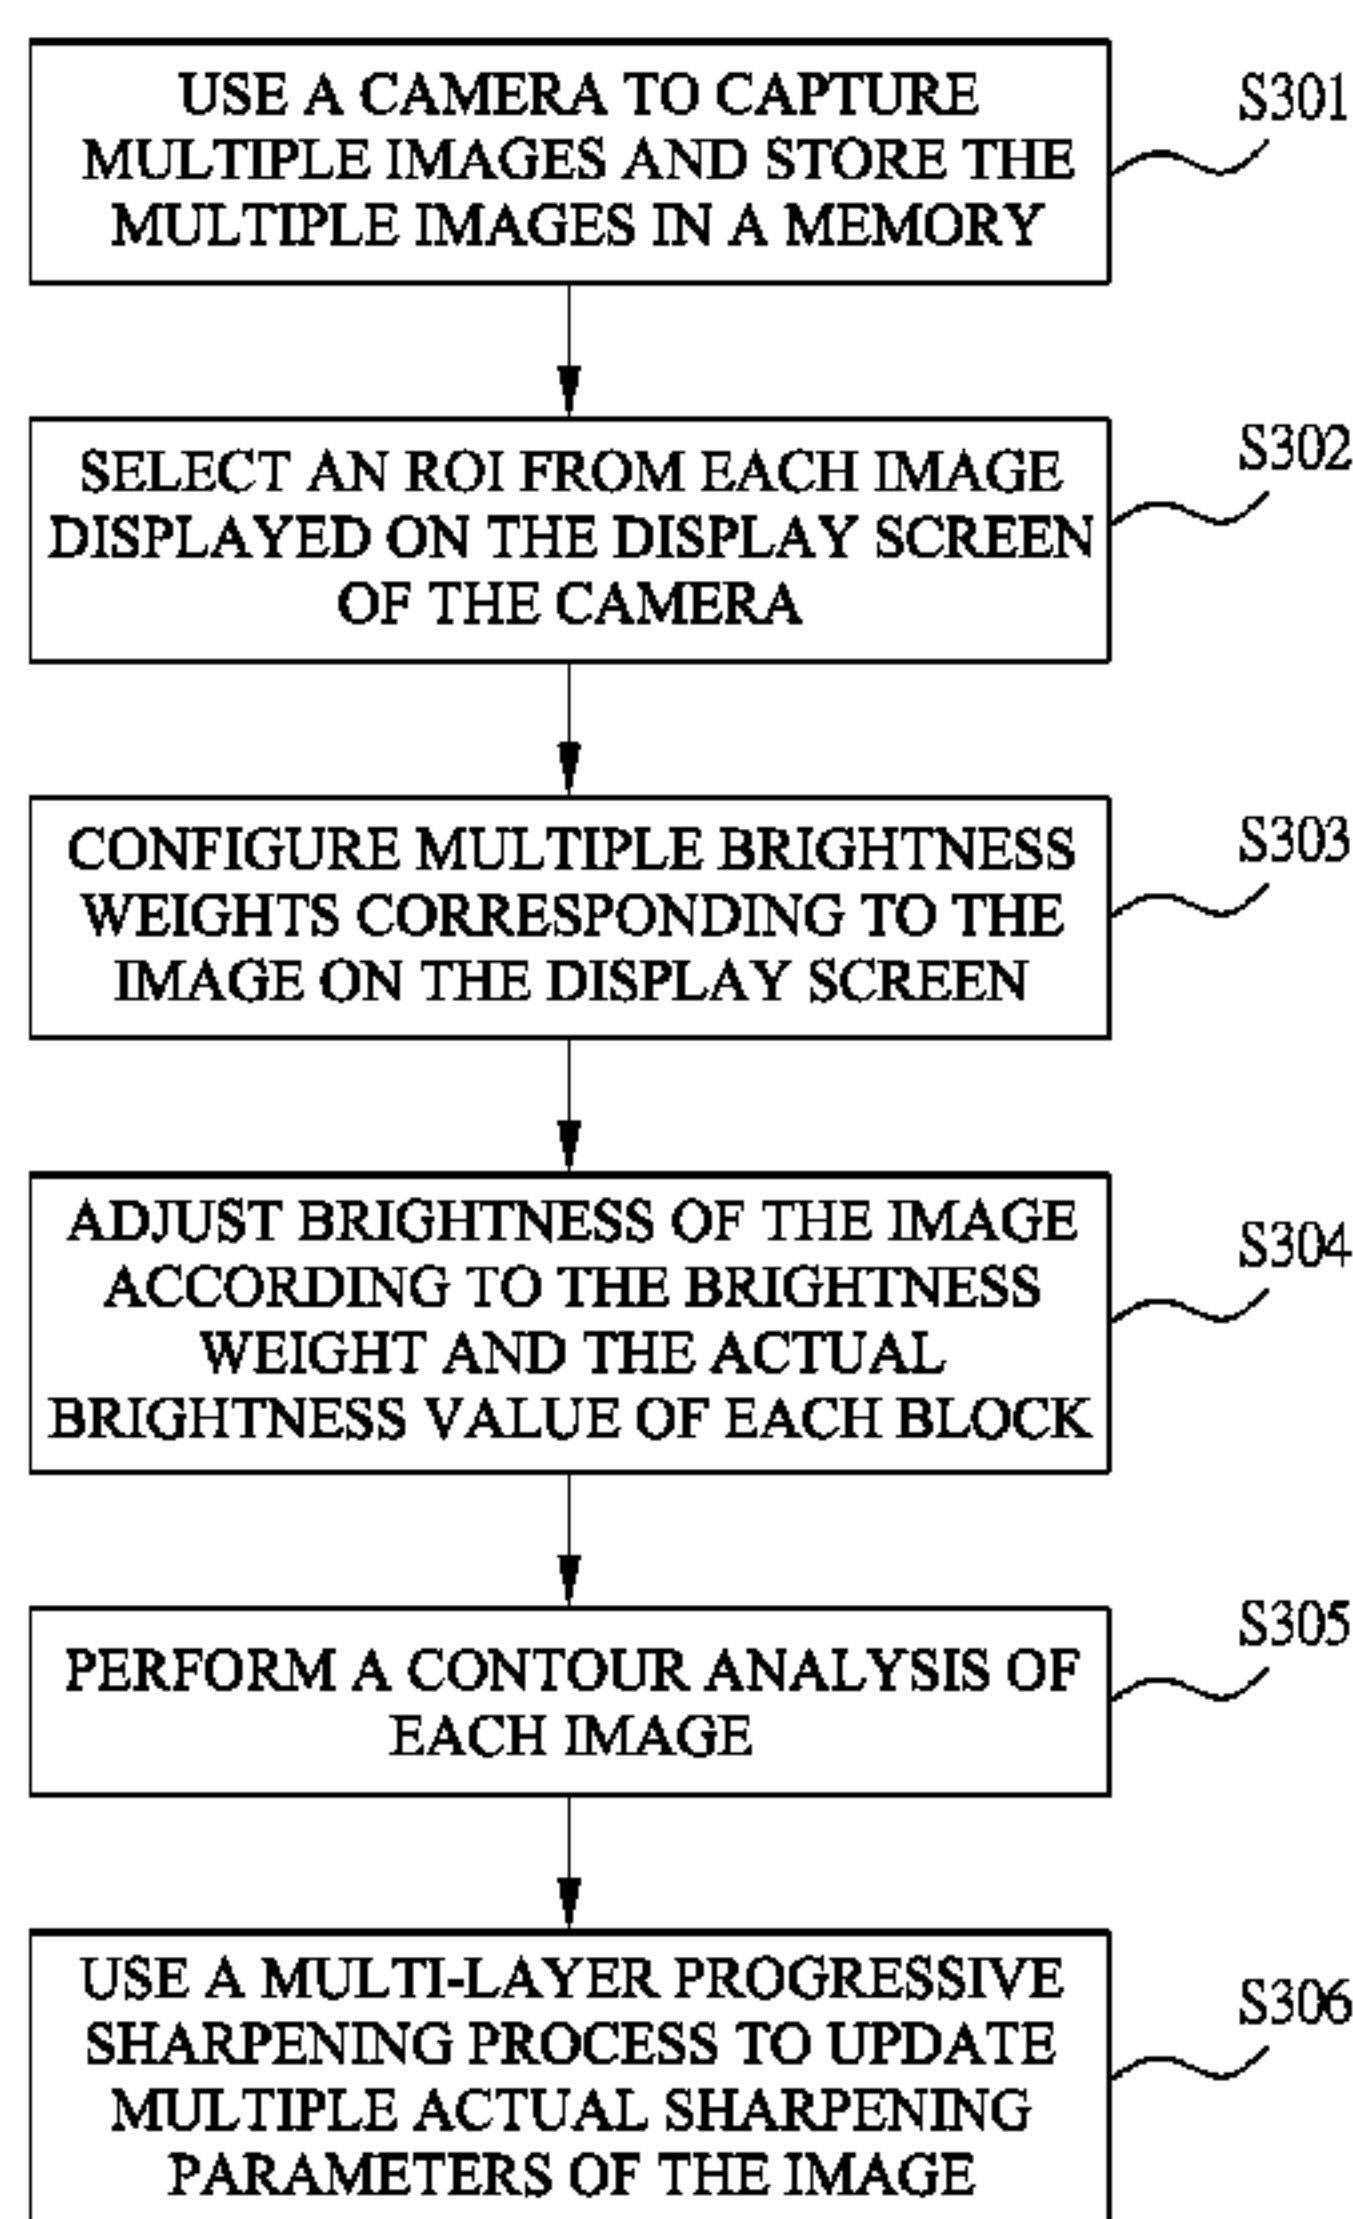 USE A CAMERA TO CAPTURE
MULTIPLE IMAGES AND STORE THE
MULTIPLE IMAGES IN A MEMORY
S301
SELECT AN ROI FROM EACH IMAGE
DISPLAYED ON THE DISPLAY SCREEN
OF THE CAMERA
S302
CONFIGURE MULTIPLE BRIGHTNESS
WEIGHTS CORRESPONDING TO THE
IMAGE ON THE DISPLAY SCREEN
S303
ADJUST BRIGHTNESS OF THE IMAGE
ACCORDING TO THE BRIGHTNESS
WEIGHT AND THE ACTUAL
BRIGHTNESS VALUE OF EACH BLOCK
S304
PERFORM A CONTOUR ANALYSIS OF
EACH IMAGE
S305
USE A MULTI-LAYER PROGRESSIVE
SHARPENING PROCESS TO UPDATE
MULTIPLE ACTUAL SHARPENING
PARAMETERS OF THE IMAGE
S306